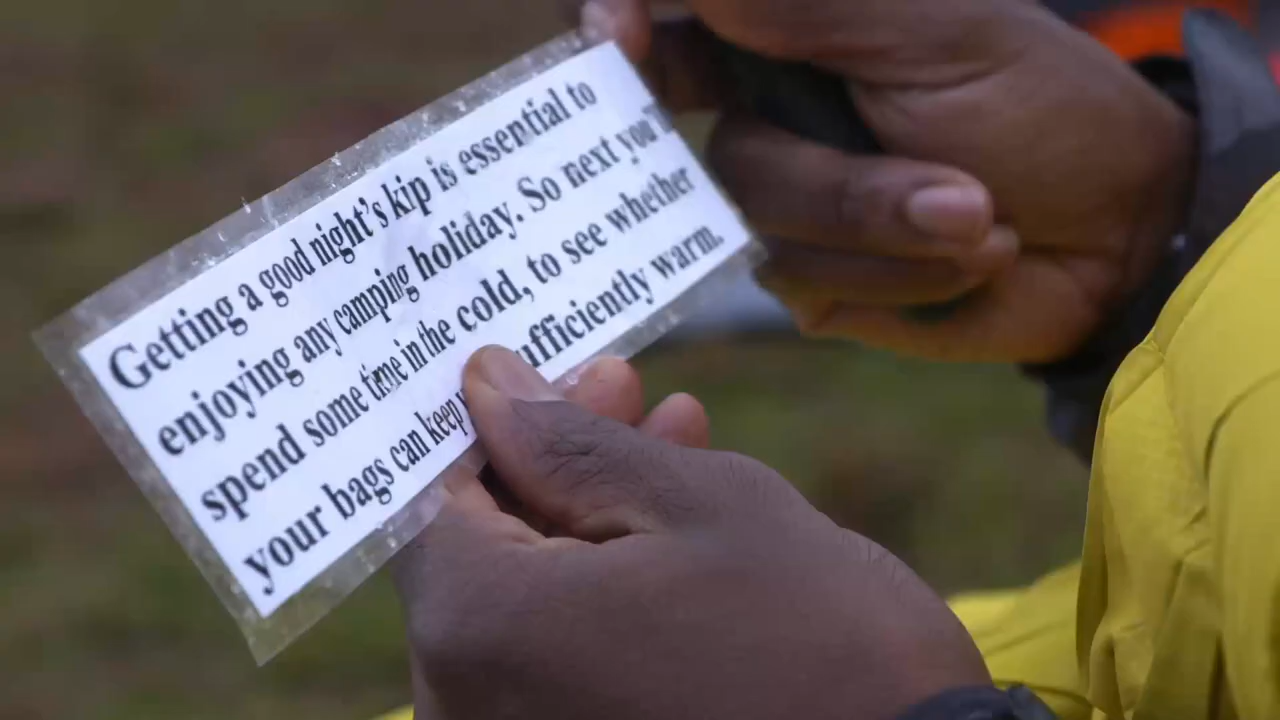 Getting a good night's kip is essential to
enjoying any camping holiday. So next you'll
spend some time in the cold, to see whether
your bags can keep ufficiently warm.